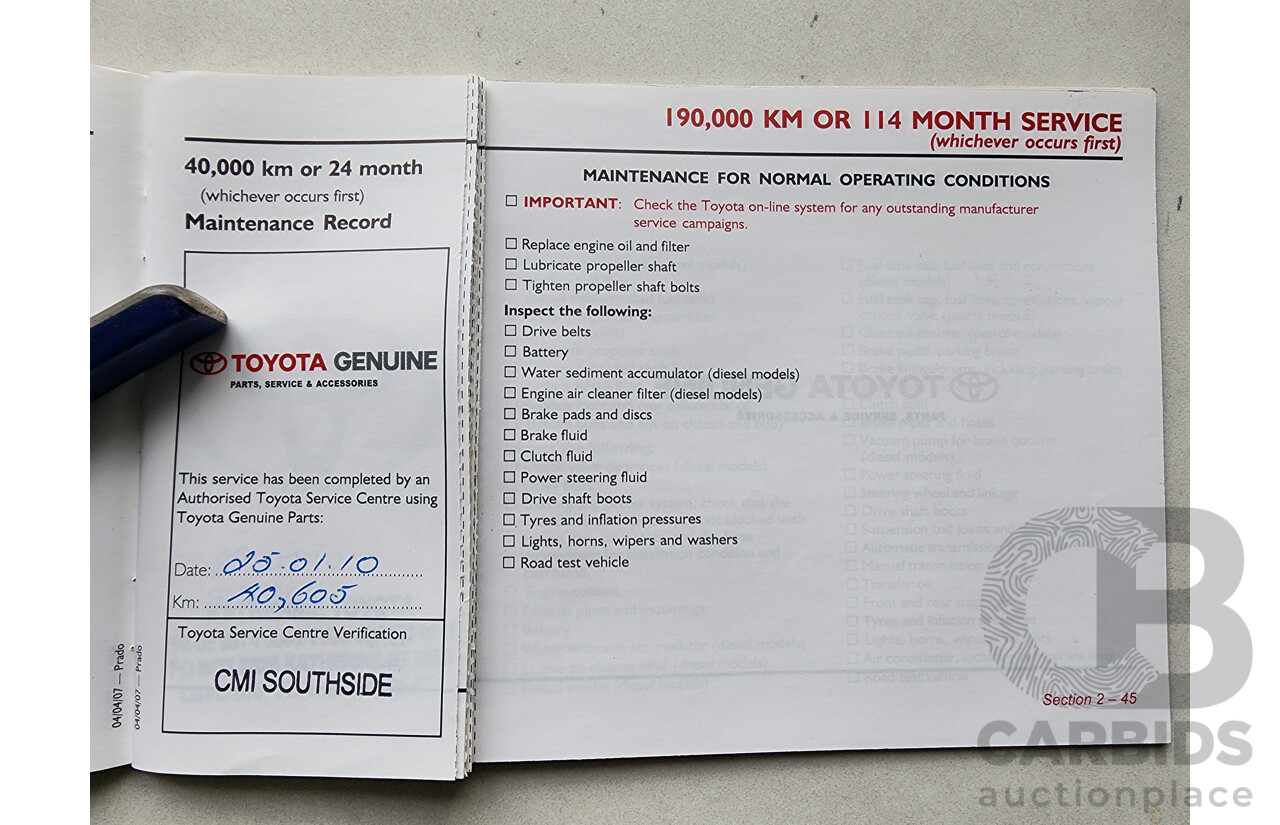 40,000 km or 24 month
(whichever occurs first)
Maintenance Record
TOYOTA GENUINE
PARTS, SERVICE & ACCESSORIES
This service has been completed by an
Authorised Toyota Service Centre using
Toyota Genuine Parts:
Date: 25.01.10
Km: 40,605
Toyota Service Centre Verification
CMI SOUTHSIDE
04/04/07 — Prado
04/04/07 — Prado
190,000 KM OR 114 MONTH SERVICE
(whichever occurs first)
MAINTENANCE FOR NORMAL OPERATING CONDITIONS
IMPORTANT: Check the Toyota on-line system for any outstanding manufacturer
service campaigns.
Replace engine oil and filter
Lubricate propeller shaft
Tighten propeller shaft bolts
Inspect the following:
Drive belts
Battery
Water sediment accumulator (diesel models)
Engine air cleaner filter (diesel models)
Brake pads and discs
Brake fluid
Clutch fluid
Power steering fluid
Drive shaft boots
Tyres and inflation pressures
Lights, horns, wipers and washers
Road test vehicle
Section 2 – 45
CARBIDS
auctionplace